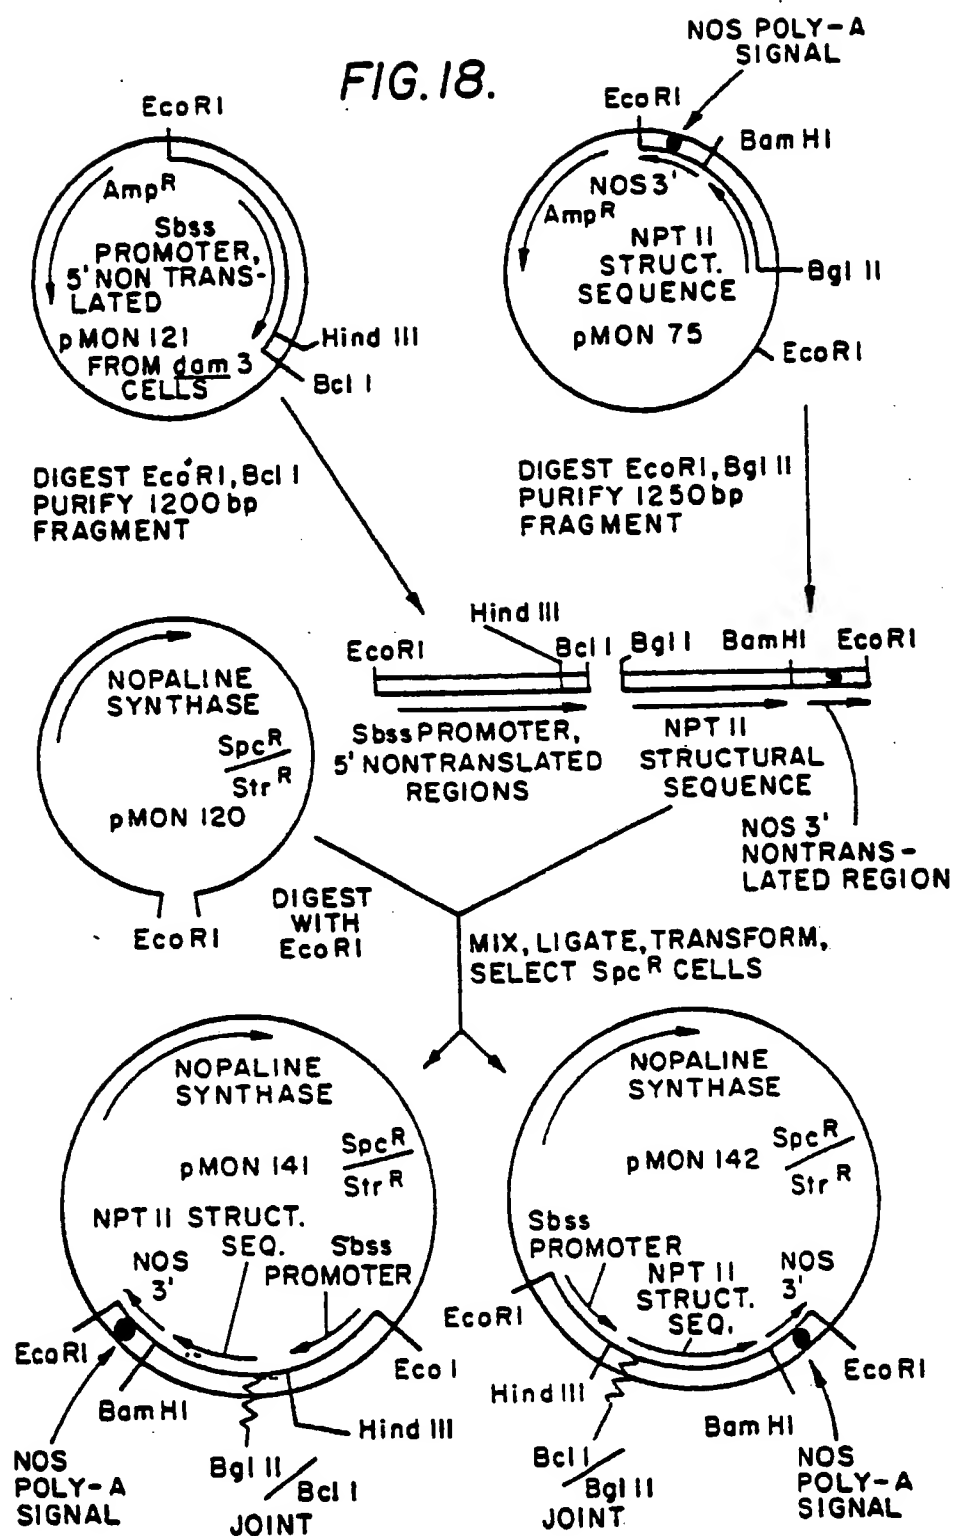 FIG. 18.
EcoRI
AmpR
Sbss
PROMOTER,
5' NON TRANS-
LATED
pMON 121
FROM dam 3
CELLS
Hind III
Bcl I
NOS POLY-A
SIGNAL
EcoRI
BamHI
NOS 3'
AmpR
NPT II
STRUCT.
SEQUENCE
pMON 75
Bgl II
EcoRI
DIGEST EcoRI, Bcl I
PURIFY 1200 bp
FRAGMENT
DIGEST EcoRI, Bgl II
PURIFY 1250 bp
FRAGMENT
Hind III
EcoRI
Bcl I
Bgl I
BamHI
EcoRI
Sbss PROMOTER,
5' NONTRANSLATED
REGIONS
NPT II
STRUCTURAL
SEQUENCE
NOS 3'
NONTRANS-
LATED REGION
NOPALINE
SYNTHASE
SpcR
StrR
pMON 120
EcoRI
DIGEST
WITH
EcoRI
MIX, LIGATE, TRANSFORM,
SELECT SpcR CELLS
NOPALINE
SYNTHASE
pMON 141
SpcR
StrR
NPT II STRUCT.
SEQ.
NOS
3'
Sbss
PROMOTER
EcoRI
Eco I
BamHI
Hind III
NOS
POLY-A
SIGNAL
Bgl II
Bcl I
JOINT
NOPALINE
SYNTHASE
pMON 142
SpcR
StrR
Sbss
PROMOTER
NPT II
STRUCT.
SEQ.
NOS
3'
EcoRI
EcoRI
Hind III
BamHI
Bcl I
Bgl II
JOINT
NOS
POLY-A
SIGNAL